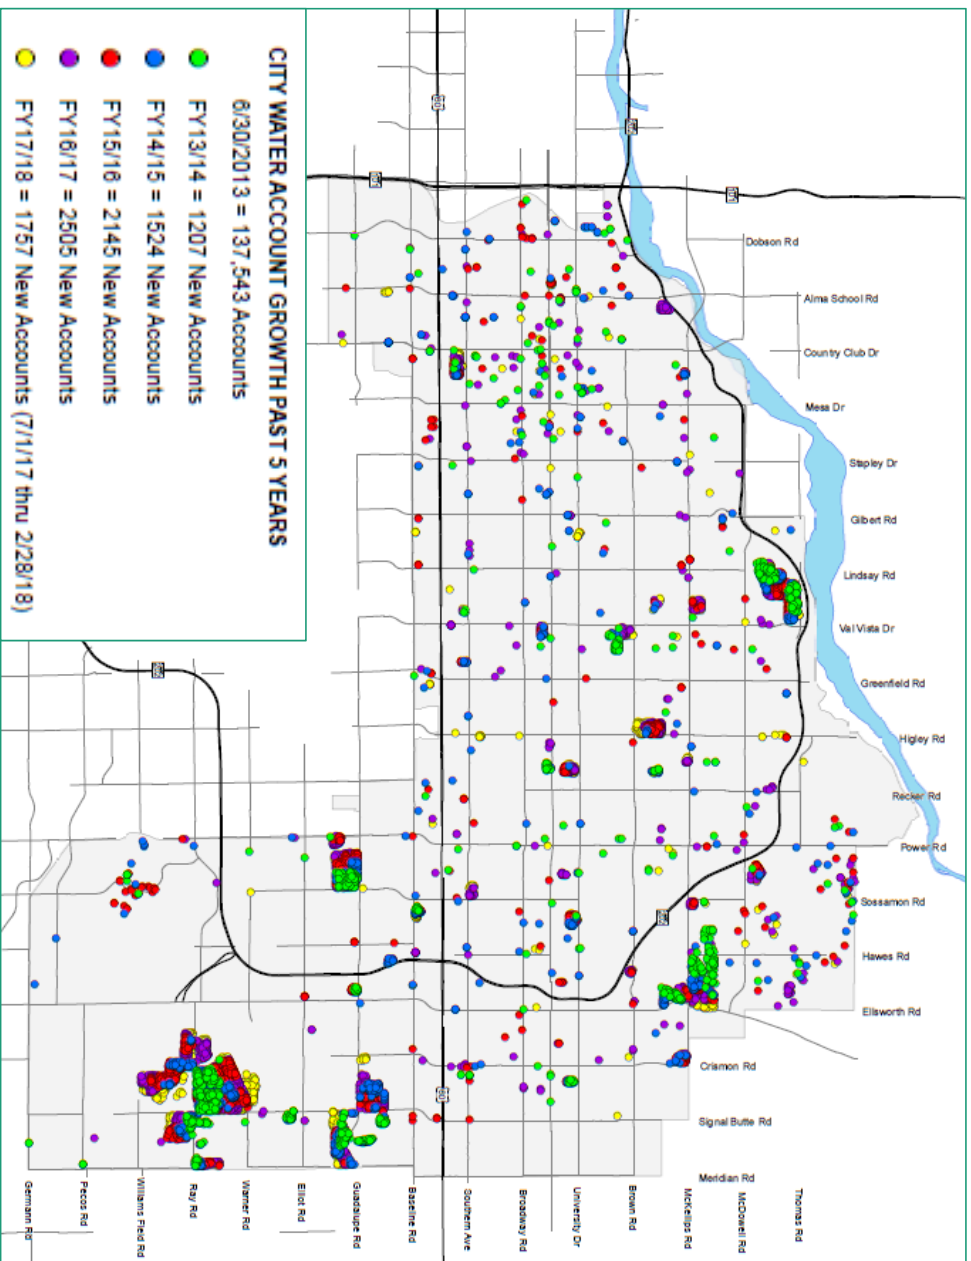 CITY WATER ACCOUNT GROWTH PAST 5 YEARS
6/30/2013 = 137,543 Accounts
FY13/14 = 1207 New Accounts
FY14/15 = 1524 New Accounts
FY15/16 = 2145 New Accounts
FY16/17 = 2505 New Accounts
FY17/18 = 1757 New Accounts (7/1/17 thru 2/28/18)
Dobson Rd
Alma School Rd
Country Club Dr
Mesa Dr
Stapley Dr
Gilbert Rd
Lindsay Rd
Val Vista Dr
Greenfield Rd
Higley Rd
Recker Rd
Power Rd
Sossamon Rd
Hawes Rd
Ellsworth Rd
Crismon Rd
Signal Butte Rd
Meridian Rd
Thomas Rd
McDowell Rd
McKellips Rd
Brown Rd
University Dr
Broadway Rd
Southern Ave
Baseline Rd
Guadalupe Rd
Elliot Rd
Warner Rd
Ray Rd
Williams Field Rd
Pecos Rd
Germann Rd
60
101
101
202
60